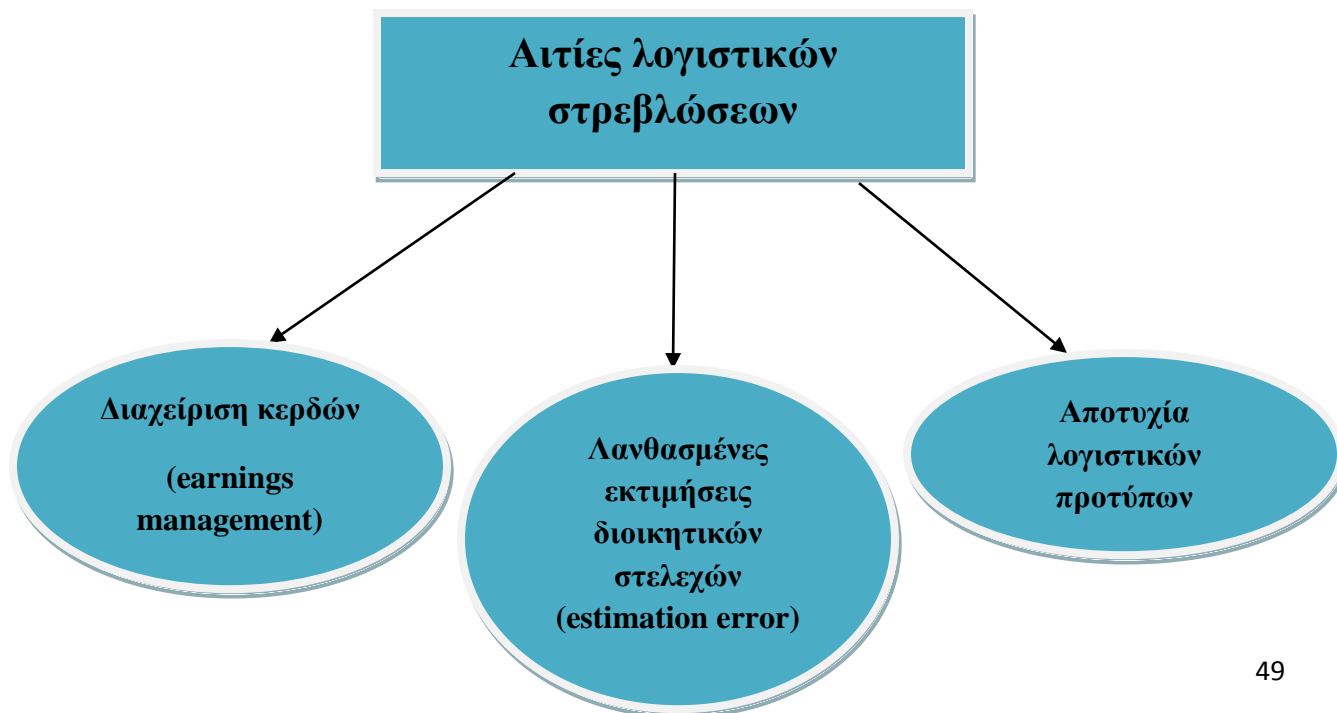 Αιτίες λογιστικών
στρεβλώσεων
Διαχείριση κερδών
(earnings
management)
Λανθασμένες
εκτιμήσεις
διοικητικών
στελεχών
(estimation error)
Αποτυχία
λογιστικών
προτύπων
49